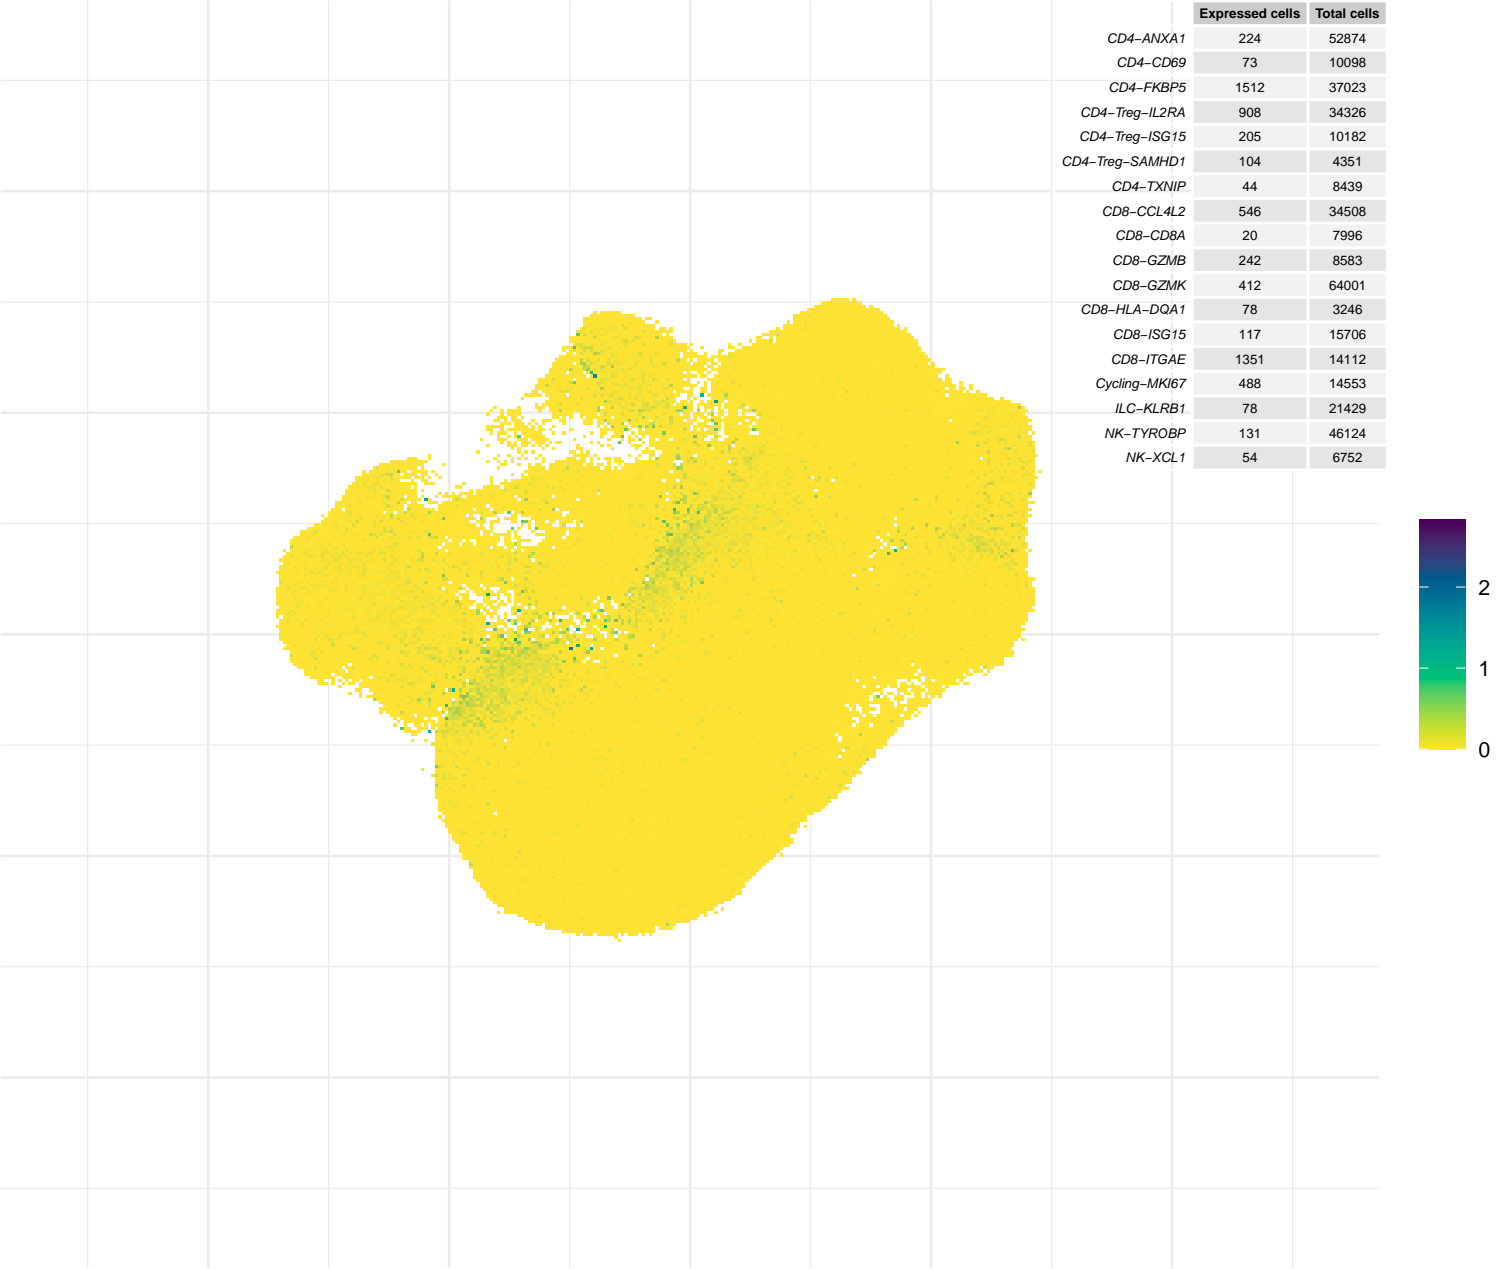 Expressed cells Total cells
CD4−ANXA1 224 52874
CD4−CD69 73 10098
CD4−FKBP5 1512 37023
CD4−Treg−IL2RA 908 34326
CD4−Treg−ISG15 205 10182
CD4−Treg−SAMHD1 104 4351
CD4−TXNIP 44 8439
CD8−CCL4L2 546 34508
CD8−CD8A 20 7996
CD8−GZMB 242 8583
CD8−GZMK 412 64001
CD8−HLA−DQA1 78 3246
CD8−ISG15 117 15706
CD8−ITGAE 1351 14112
Cycling−MKI67 488 14553
ILC−KLRB1 78 21429
NK−TYROBP 131 46124
NK−XCL1 54 6752
2
1
0